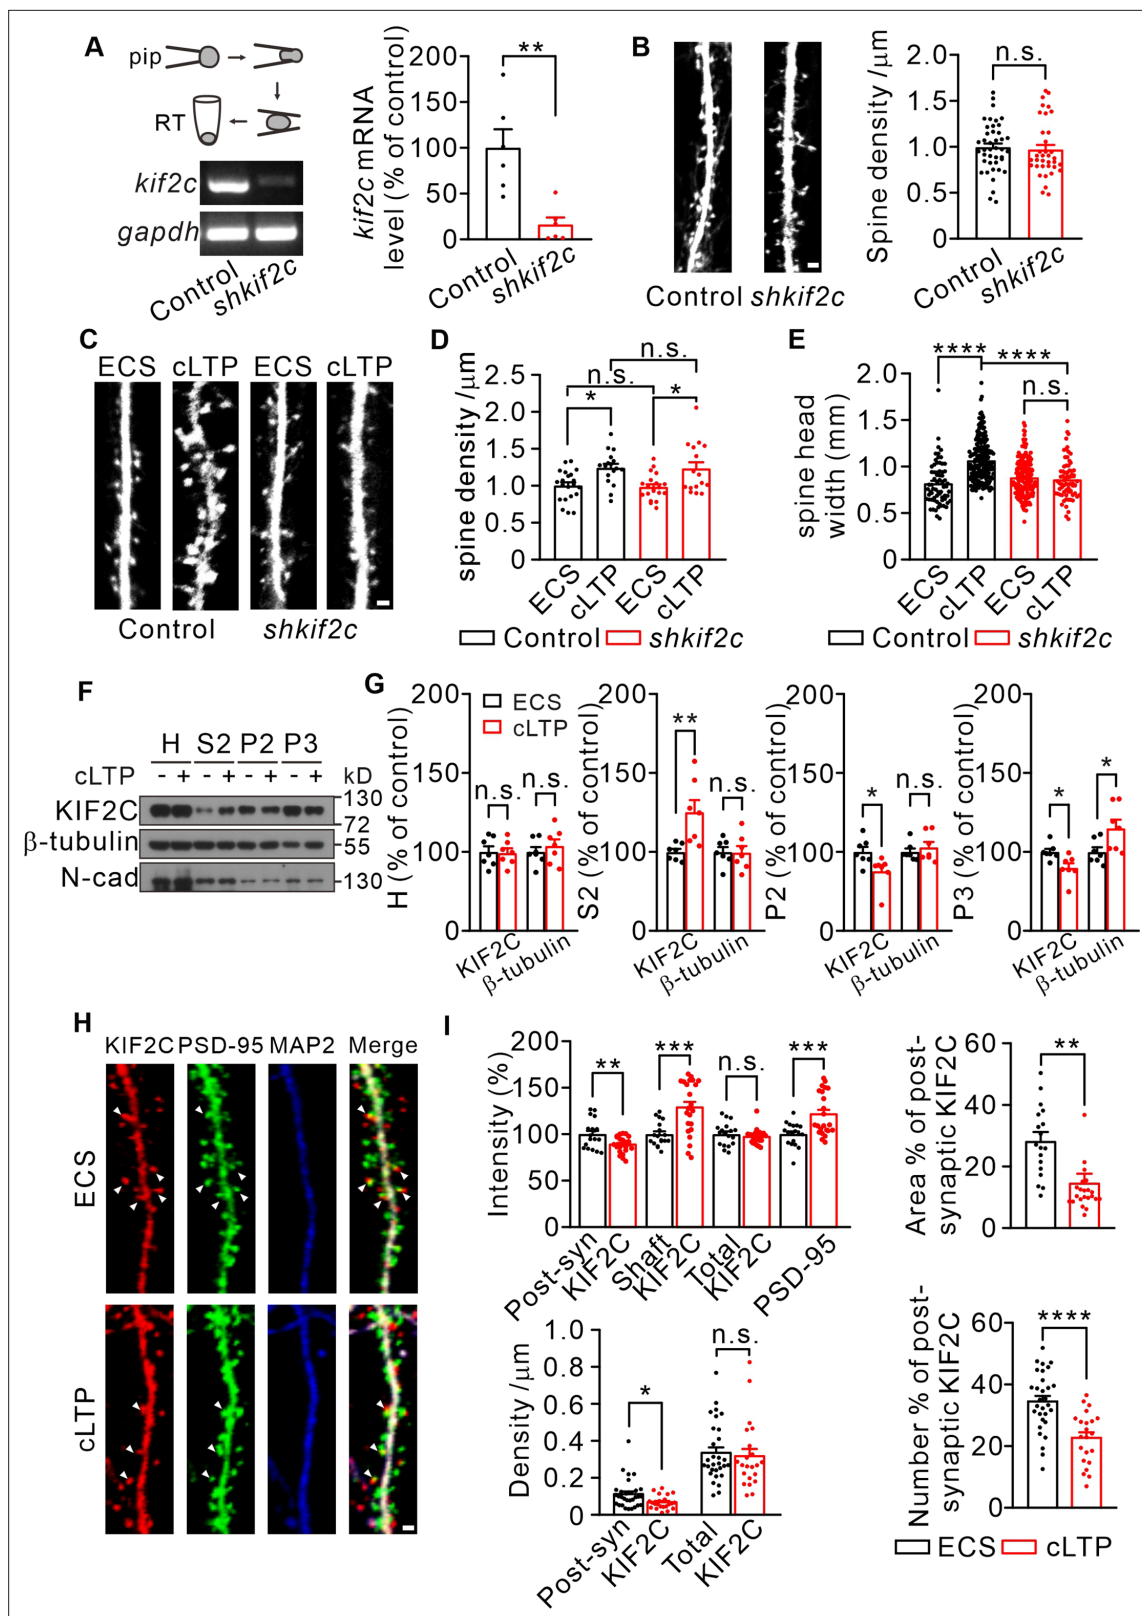 A
pip
RT
kif2c
gapdh
Control
shkif2c
kif2c mRNA
level (% of control)
200
150
100
50
0
**
Control
shkif2c
B
Control shkif2c
Spine density /μm
2.0
1.5
1.0
0.5
0
n.s.
Control
shkif2c
C
ECS cLTP ECS cLTP
Control shkif2c
D
spine density /μm
2.5
2.0
1.5
1.0
0.5
0
n.s.
n.s.
* *
ECS
cLTP
ECS
cLTP
Control shkif2c
E
spine head
width (mm)
2.0
1.5
1.0
0.5
0
**** ****
n.s.
ECS
cLTP
ECS
cLTP
Control shkif2c
F
H S2 P2 P3
cLTP - + - + - + - + kD
KIF2C
130
72
β-tubulin 55
N-cad 130
G
ECS
cLTP
H (% of control)
200
150
100
0
n.s. n.s.
KIF2C
β-tubulin
S2 (% of control)
200
150
100
0
** n.s.
KIF2C
β-tubulin
P2 (% of control)
200
150
100
0
* n.s.
KIF2C
β-tubulin
P3 (% of control)
200
150
100
0
* *
KIF2C
β-tubulin
H
KIF2C PSD-95 MAP2 Merge
ECS
cLTP
I
Intensity (%)
200
150
100
50
0
** *** n.s. ***
Post-syn
KIF2C
Shaft
KIF2C
Total
KIF2C
PSD-95
Area % of post-
synaptic KIF2C
60
40
20
0
**
Density /μm
1.0
0.8
0.6
0.4
0.2
0
* n.s.
Post-syn
KIF2C
Total
KIF2C
Number % of post-
synaptic KIF2C
60
40
20
0
****
ECS cLTP